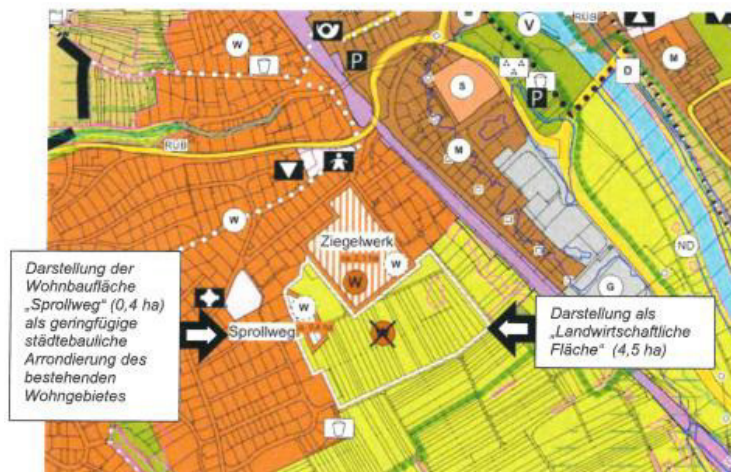 V
RÜB
M
W
P
D
M
S
P
RÜB
M
W
Ziegelwerk
W
W
ND
G
Darstellung der
Wohnbaufläche
„Sprollweg" (0,4 ha)
als geringfügige
städtebauliche
Arrondierung des
bestehenden
Wohngebietes
W
Sprollweg
W
Darstellung als
„Landwirtschaftliche
Fläche" (4,5 ha)